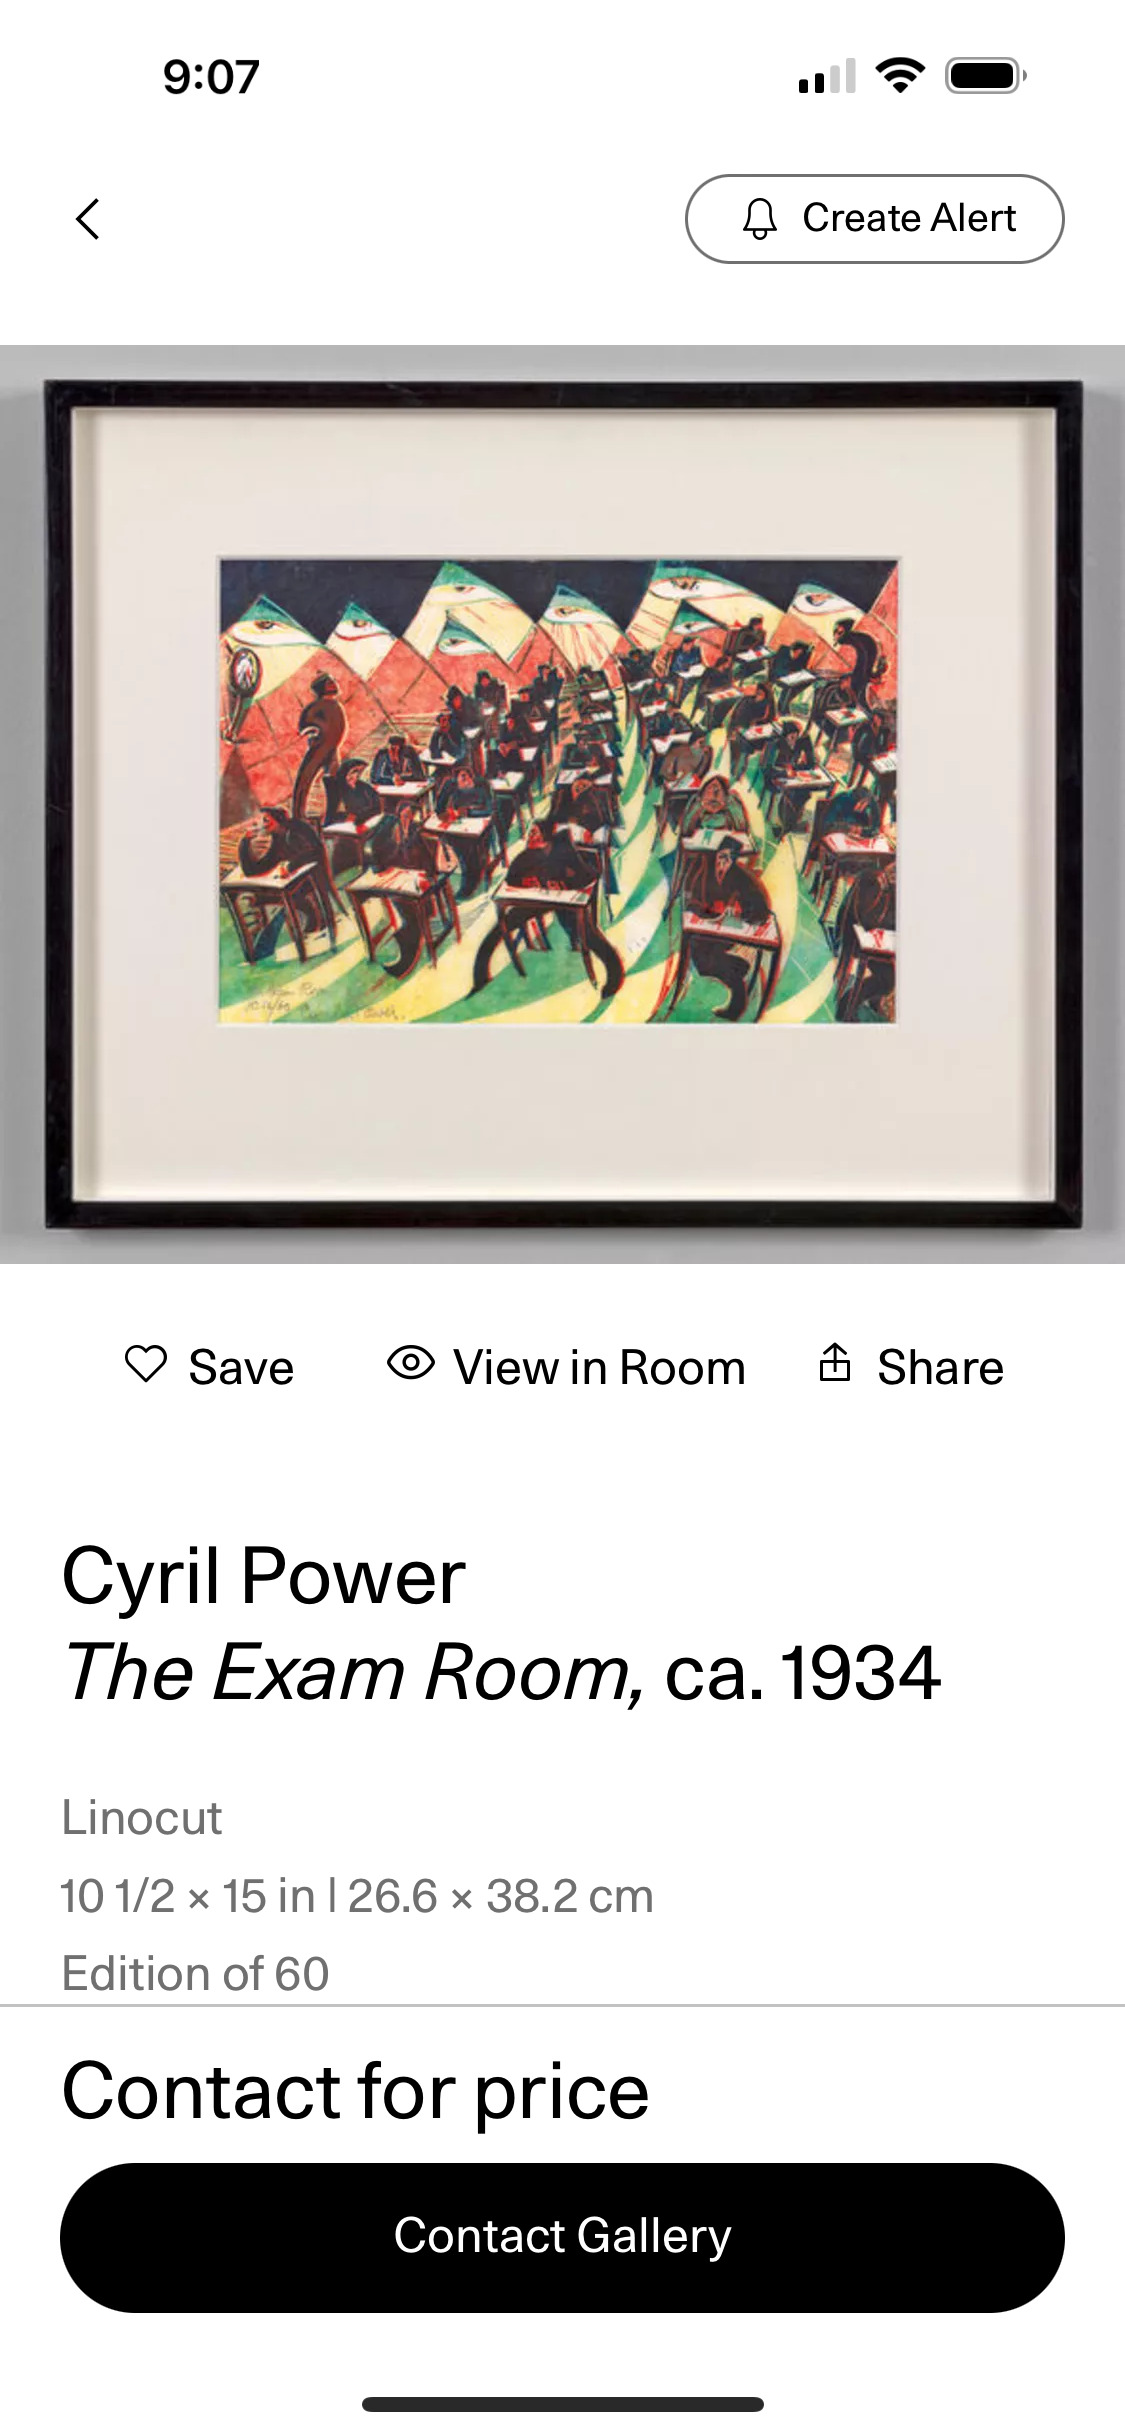 9:07
Create Alert
Save
View in Room
Share
Cyril Power
The Exam Room, ca. 1934
Linocut
10 1/2 × 15 in | 26.6 × 38.2 cm
Edition of 60
Contact for price
Contact Gallery